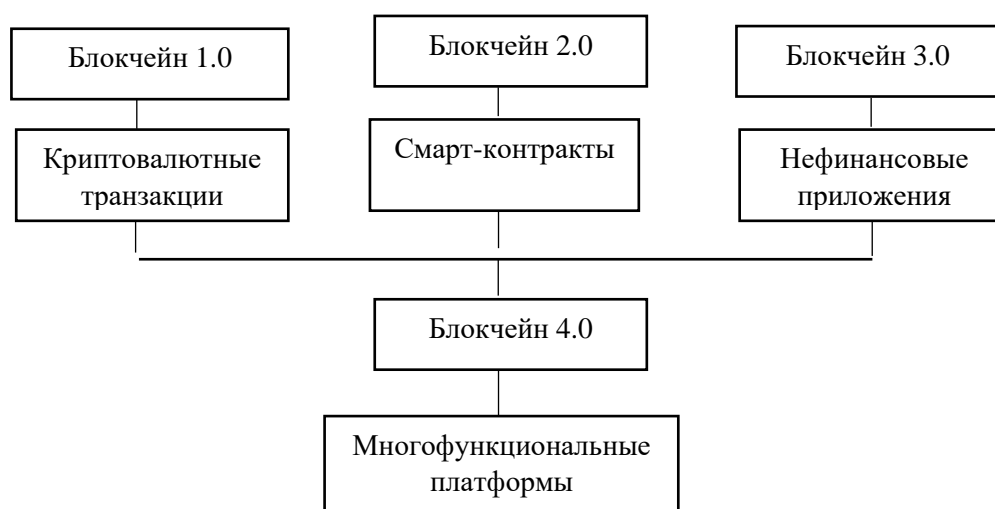 Блокчейн 1.0
Блокчейн 2.0
Блокчейн 3.0
Криптовалютные
транзакции
Смарт-контракты
Нефинансовые
приложения
Блокчейн 4.0
Многофункциональные
платформы